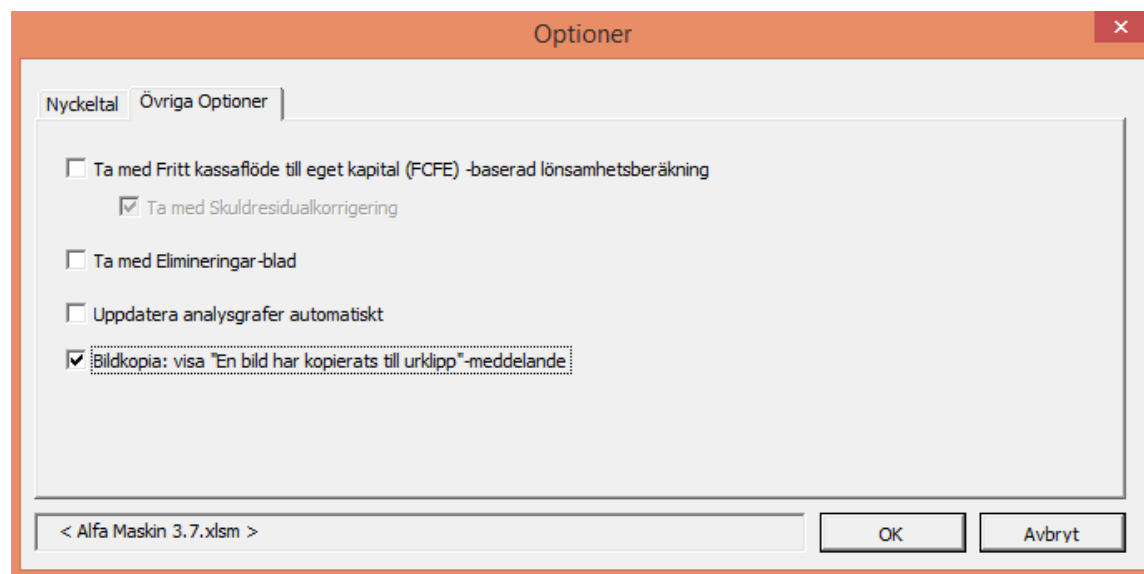 Optioner
Nyckeltal Övriga Optioner
Ta med Fritt kassaflöde till eget kapital (FCFE) -baserad lönsamhetsberäkning
Ta med Skuldresidualkorrigering
Ta med Elimineringar-blad
Uppdatera analysgrafer automatiskt
Bildkopia: visa "En bild har kopierats till urklipp"-meddelande
< Alfa Maskin 3.7.xlsm > OK Avbryt